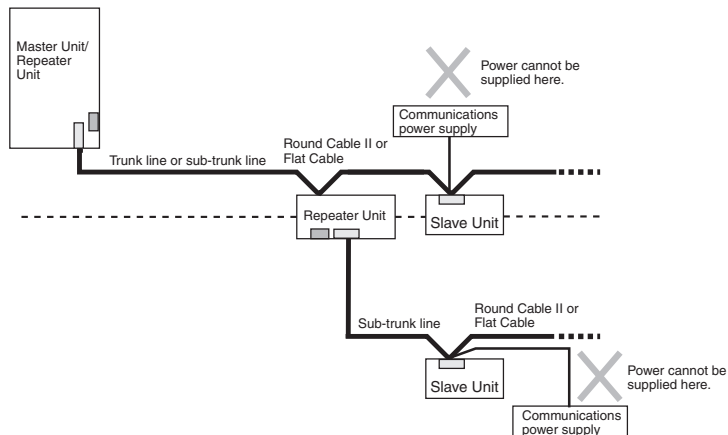 Master Unit/
Repeater
Unit
Power cannot be
supplied here.
Communications
power supply
Round Cable II or
Flat Cable
Trunk line or sub-trunk line
Repeater Unit
Slave Unit
Round Cable II or
Flat Cable
Sub-trunk line
Slave Unit
Power cannot be
supplied here.
Communications
power supply